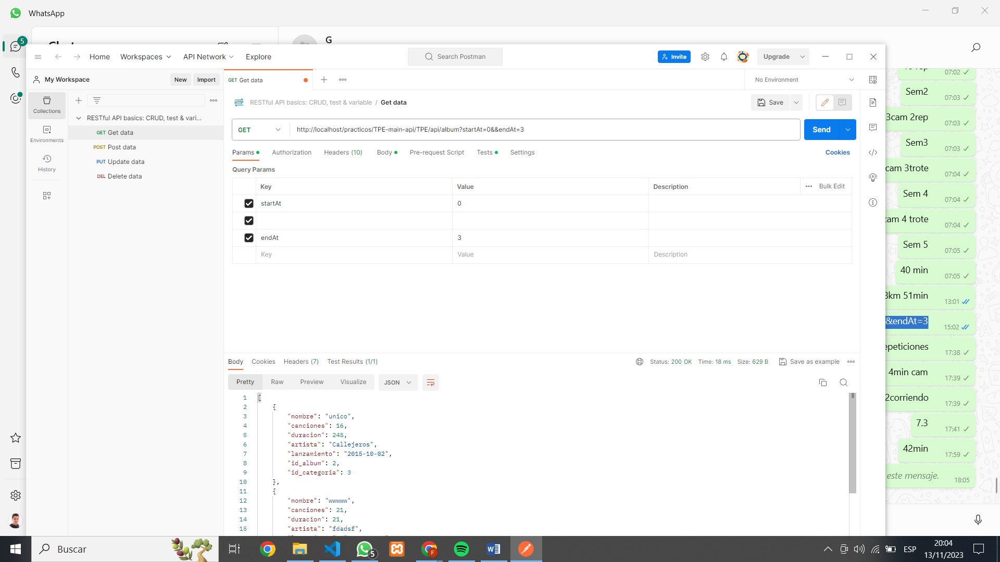 WhatsApp
5
G
Home
Workspaces
API Network
Explore
Search Postman
Invite
Upgrade
My Workspace
New
Import
GET Get data
No Environment
Collections
Environments
History
RESTful API basics: CRUD, test & vari...
GET Get data
POST Post data
PUT Update data
DEL Delete data
HTTP RESTful API basics: CRUD, test & variable / Get data
Save
GET
http://localhost/practicos/TPE-main-api/TPE/api/album?startAt=0&&endAt=3
Send
Params
Authorization
Headers (10)
Body
Pre-request Script
Tests
Settings
Cookies
Query Params
Key Value Description Bulk Edit
startAt 0
endAt 3
Key Value Description
Body Cookies Headers (7) Test Results (1/1)
Status: 200 OK Time: 18 ms Size: 629 B Save as example
Pretty Raw Preview Visualize JSON
1 [
2 {
3 "nombre": "unico",
4 "canciones": 16,
5 "duracion": 245,
6 "artista": "Callejeros",
7 "lanzamiento": "2015-10-02",
8 "id_album": 2,
9 "id_categoria": 3
10 },
11 {
12 "nombre": "wwwww",
13 "canciones": 21,
14 "duracion": 21,
15 "artista": "fdadsf",
07:02
Sem2 07:03
3cam 2rep 07:03
Sem3 07:03
cam 3trote 07:04
Sem 4 07:04
cam 4 trote 07:04
Sem 5 07:05
40 min 07:05
3km 51min 13:01
&endAt=3 15:02
epeticiones 17:38
4min cam 17:39
2corriendo 17:39
7.3 17:41
42min 17:59
este mensaje. 18:05
Buscar
5
F
ESP
20:04
13/11/2023